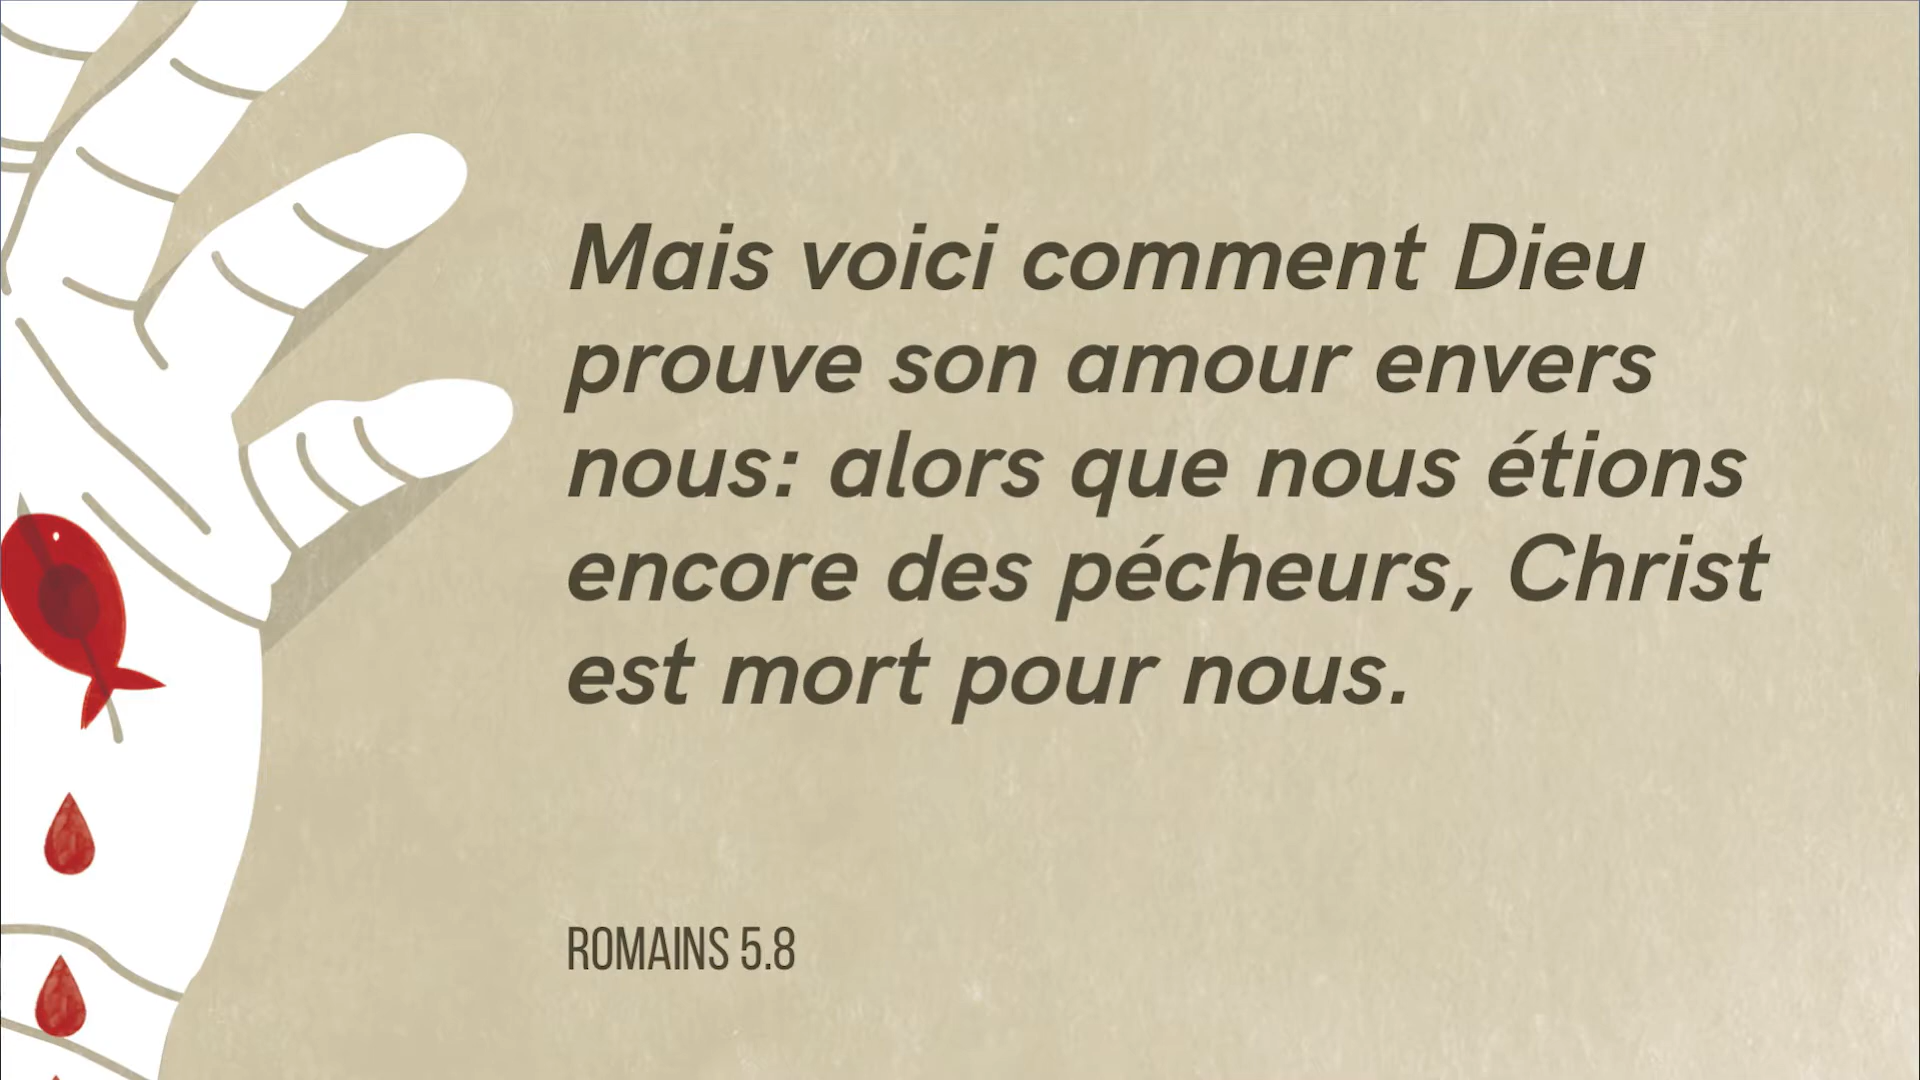 Mais voici comment Dieu
prouve son amour envers
nous: alors que nous étions
encore des pécheurs, Christ
est mort pour nous.
ROMAINS 5.8